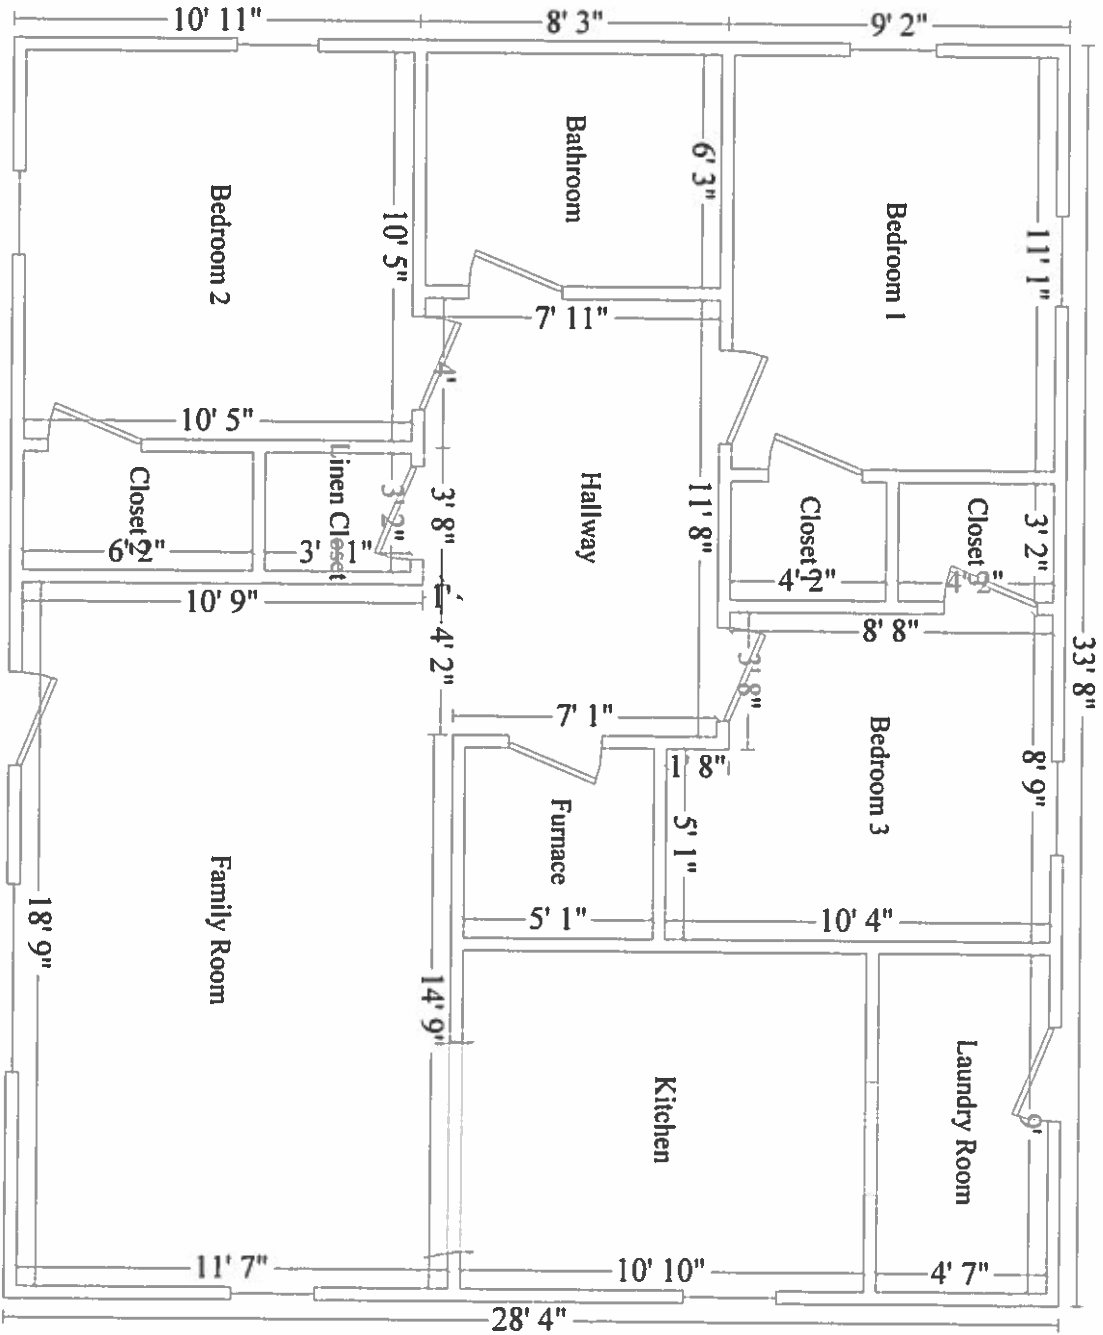 10' 11"
8' 3"
9' 2"
Bedroom 2
10' 5"
Bathroom
6' 3"
Bedroom 1
11' 1"
7' 11"
4'
10' 5"
Linen Closet
3' 2"
3' 8"
Hallway
11' 8"
Closet 2
6' 2"
3' 1"
Closet
4' 2"
Closet
3' 2"
4' 2"
10' 9"
1'
4' 2"
8' 8"
3' 8"
33' 8"
7' 1"
1' 8"
Bedroom 3
8' 9"
Furnace
5' 1"
5' 1"
10' 4"
Family Room
18' 9"
14' 9"
Kitchen
Laundry Room
9'
11' 7"
10' 10"
4' 7"
28' 4"